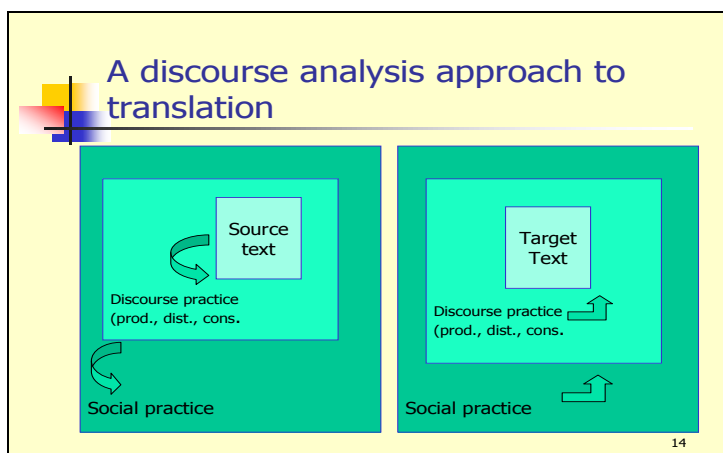 A discourse analysis approach to
translation
Source
text
Discourse practice
(prod., dist., cons.
Social practice
Target
Text
Discourse practice
(prod., dist., cons.
Social practice
14